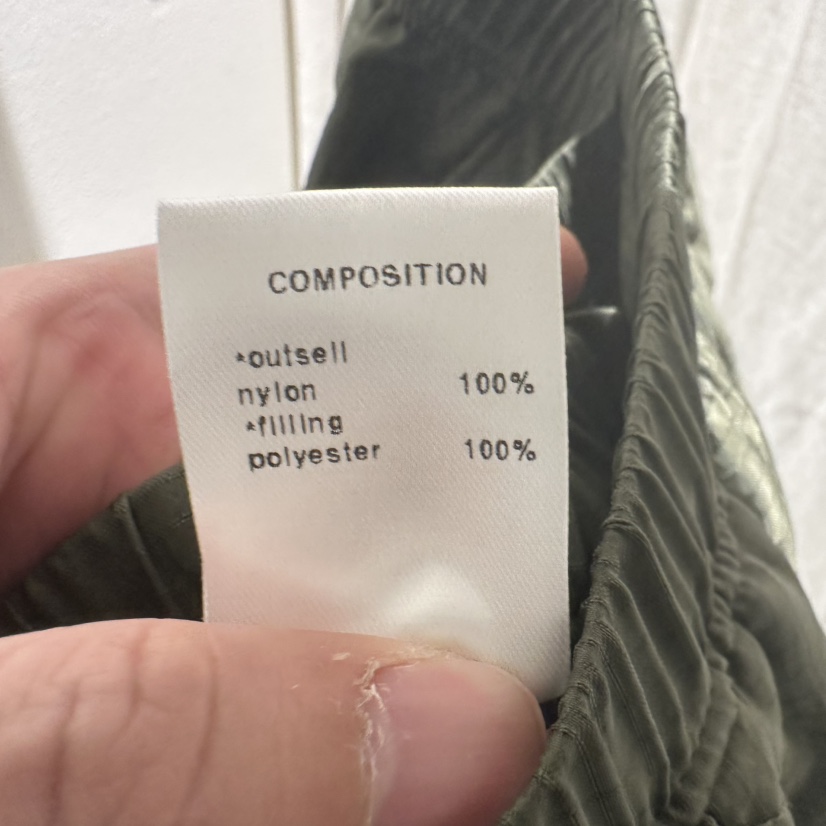 COMPOSITION
*outsell
nylon 100%
*filling
polyester 100%